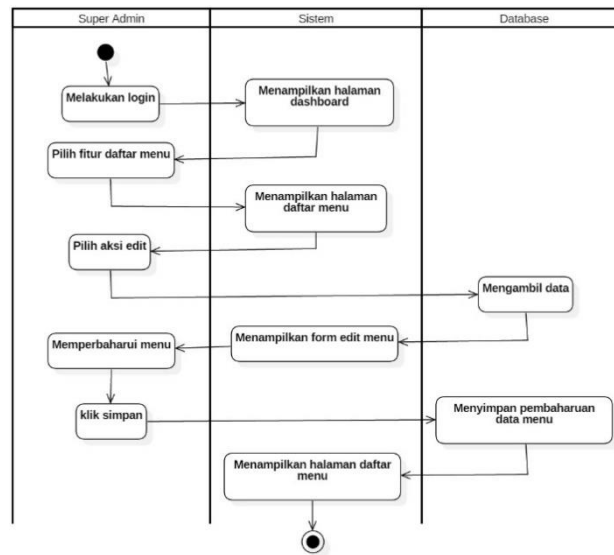 Super Admin
Sistem
Database
Melakukan login
Menampilkan halaman
dashboard
Pilih fitur daftar menu
Menampilkan halaman
daftar menu
Pilih aksi edit
Mengambil data
Menampilkan form edit menu
Memperbaharui menu
klik simpan
Menyimpan pembaharuan
data menu
Menampilkan halaman daftar
menu